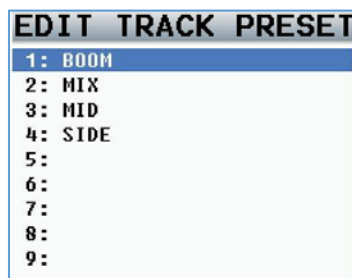 EDIT TRACK PRESET
1: BOOM
2: MIX
3: MID
4: SIDE
5:
6:
7:
8:
9: